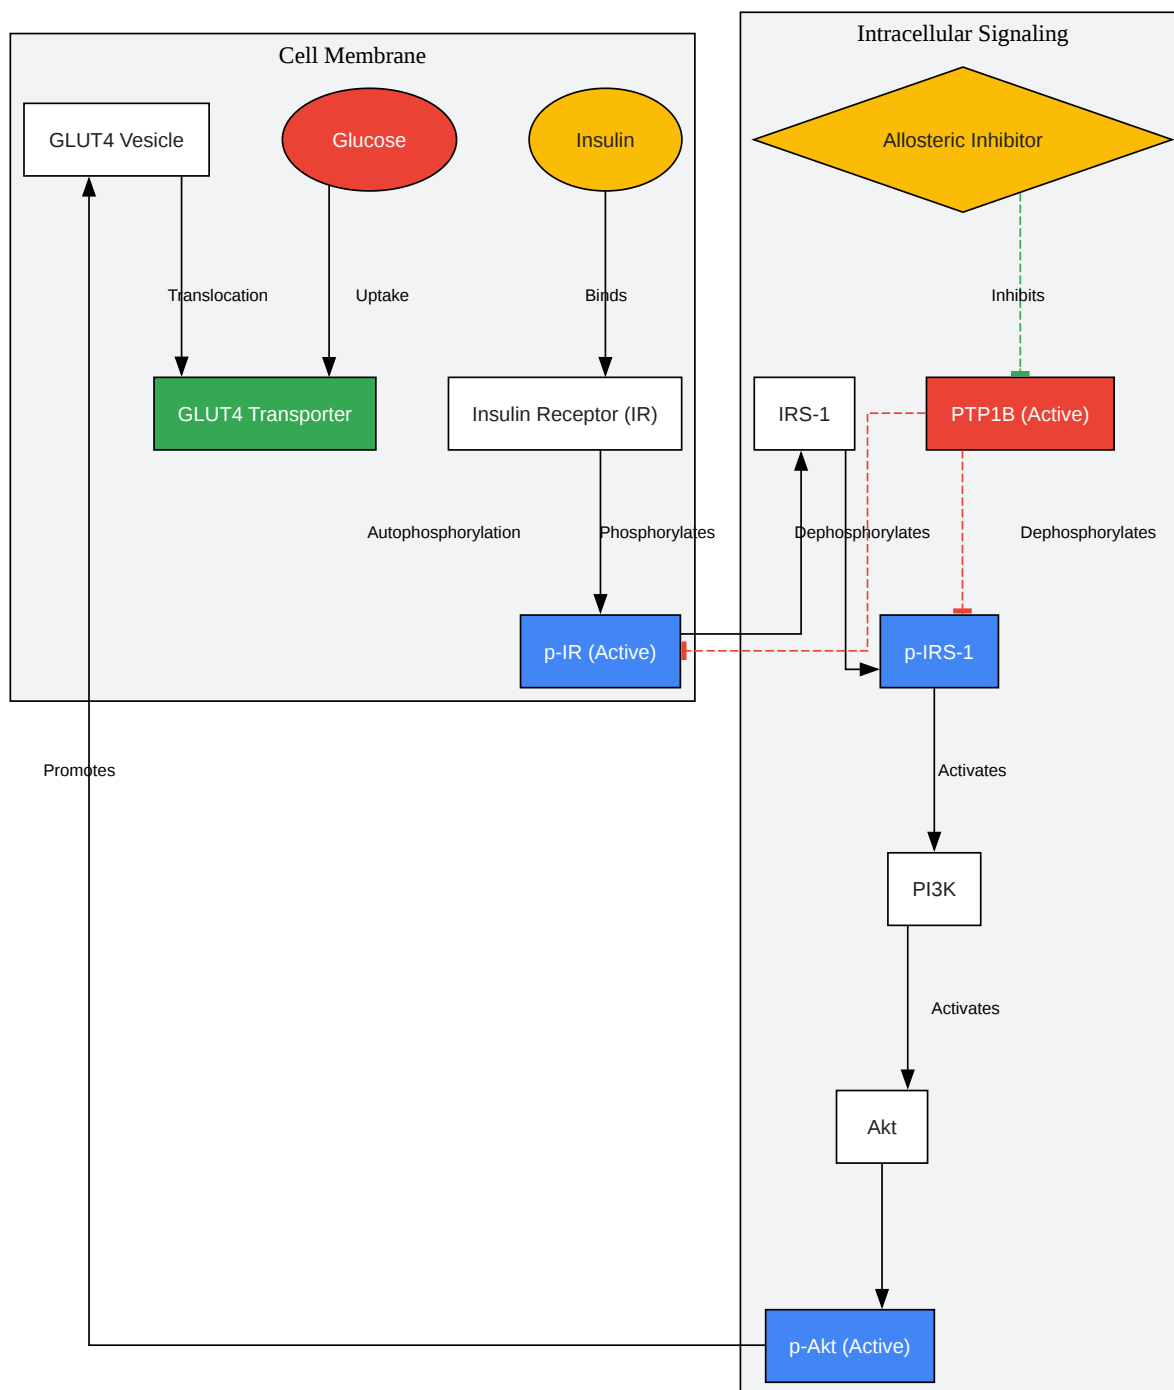 Intracellular Signaling
Cell Membrane
GLUT4 Vesicle
Glucose
Insulin
Allosteric Inhibitor
Translocation
Uptake
Binds
Inhibits
GLUT4 Transporter
Insulin Receptor (IR)
IRS-1
PTP1B (Active)
Autophosphorylation
Phosphorylates
Dephosphorylates
Dephosphorylates
p-IR (Active)
p-IRS-1
Promotes
Activates
PI3K
Activates
Akt
p-Akt (Active)